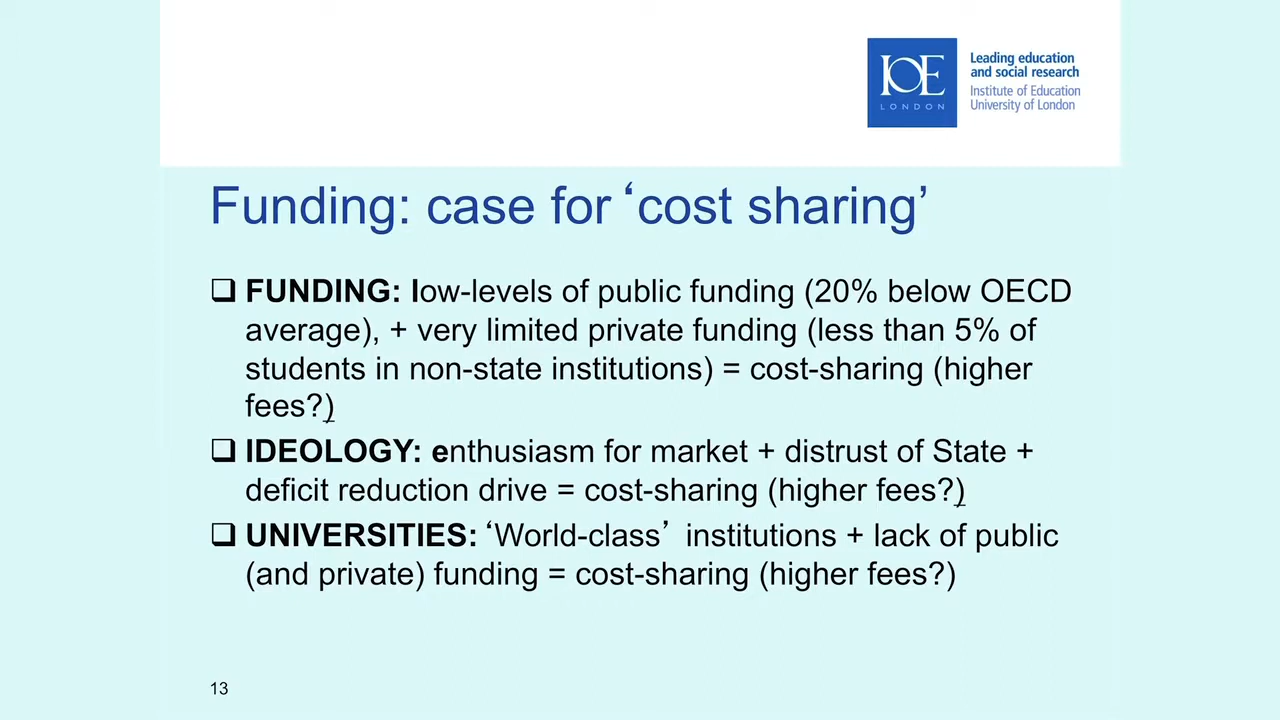 IOE
LONDON
Leading education
and social research
Institute of Education
University of London
Funding: case for ‘cost sharing’
❑ FUNDING: low-levels of public funding (20% below OECD
average), + very limited private funding (less than 5% of
students in non-state institutions) = cost-sharing (higher
fees?)
❑ IDEOLOGY: enthusiasm for market + distrust of State +
deficit reduction drive = cost-sharing (higher fees?)
❑ UNIVERSITIES: ‘World-class’ institutions + lack of public
(and private) funding = cost-sharing (higher fees?)
13